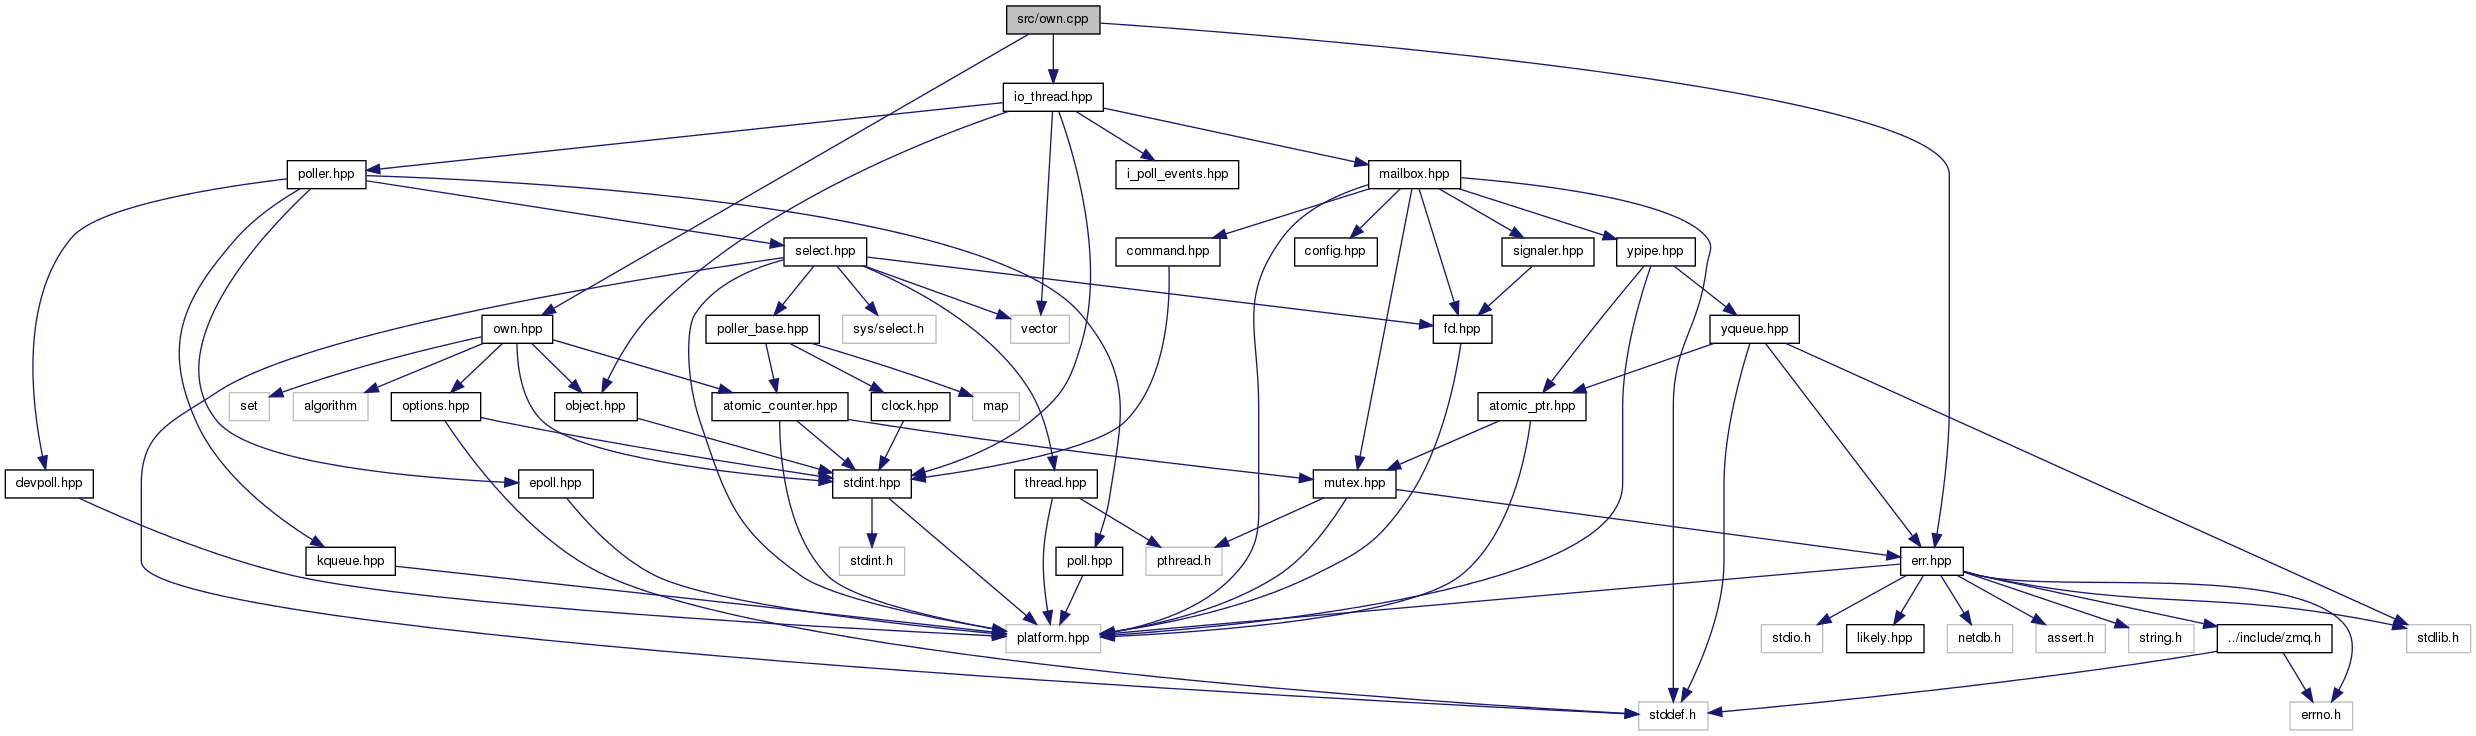 src/own.cpp
io_thread.hpp
poller.hpp
i_poll_events.hpp
mailbox.hpp
select.hpp
command.hpp
config.hpp
signaler.hpp
ypipe.hpp
own.hpp
poller_base.hpp
sys/select.h
vector
fd.hpp
yqueue.hpp
set
algorithm
options.hpp
object.hpp
atomic_counter.hpp
clock.hpp
map
atomic_ptr.hpp
devpoll.hpp
epoll.hpp
stdint.hpp
thread.hpp
mutex.hpp
kqueue.hpp
stdint.h
poll.hpp
pthread.h
err.hpp
platform.hpp
stdio.h
likely.hpp
netdb.h
assert.h
string.h
../include/zmq.h
stdlib.h
stddef.h
errno.h